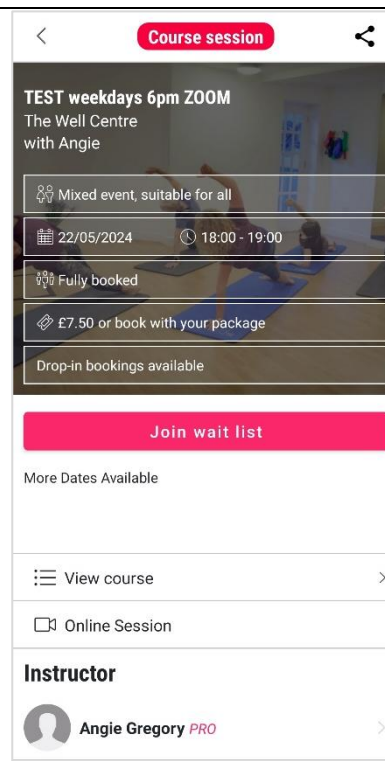 Course session
TEST weekdays 6pm ZOOM
The Well Centre
with Angie
Mixed event, suitable for all
22/05/2024 18:00 - 19:00
Fully booked
£7.50 or book with your package
Drop-in bookings available
Join wait list
More Dates Available
View course
Online Session
Instructor
Angie Gregory PRO